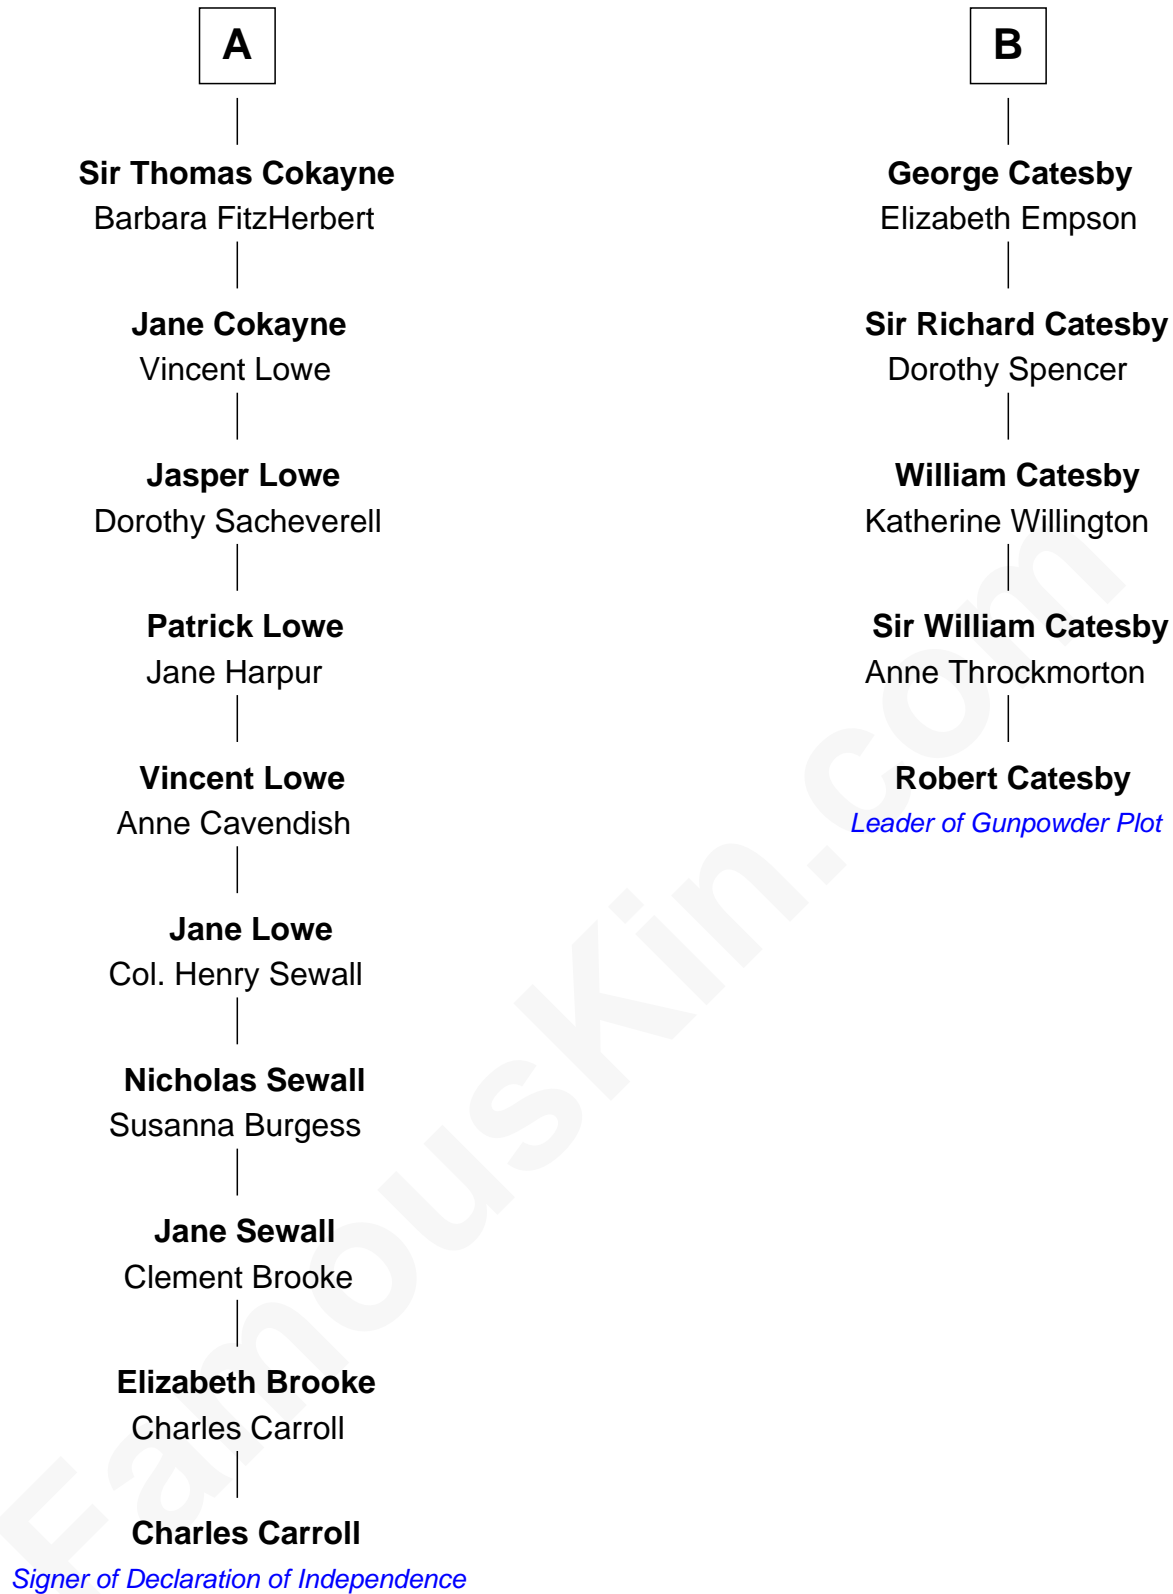 A
Sir Thomas Cokayne
Barbara FitzHerbert
Jane Cokayne
Vincent Lowe
Jasper Lowe
Dorothy Sacheverell
Patrick Lowe
Jane Harpur
Vincent Lowe
Anne Cavendish
Jane Lowe
Col. Henry Sewall
Nicholas Sewall
Susanna Burgess
Jane Sewall
Clement Brooke
Elizabeth Brooke
Charles Carroll
Charles Carroll
Signer of Declaration of Independence
B
George Catesby
Elizabeth Empson
Sir Richard Catesby
Dorothy Spencer
William Catesby
Katherine Willington
Sir William Catesby
Anne Throckmorton
Robert Catesby
Leader of Gunpowder Plot
FamousKin.com